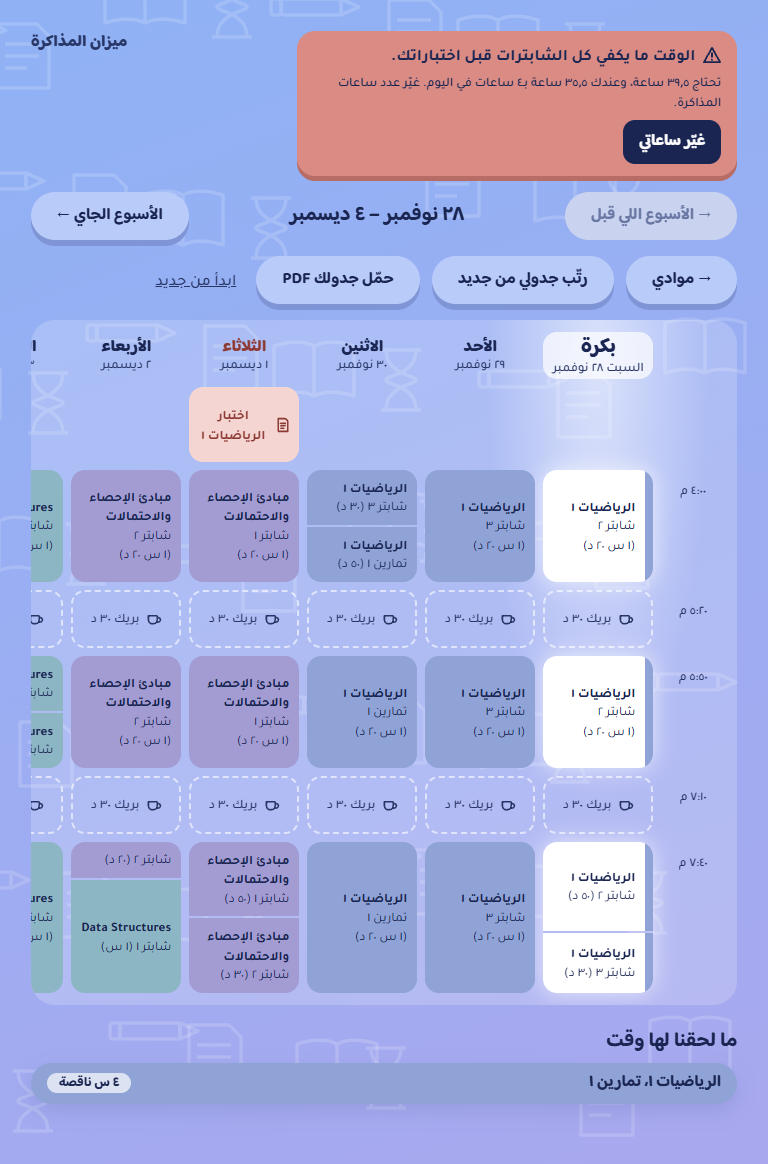 ميزان المذاكرة
الوقت ما يكفي كل الشابترات قبل اختباراتك.
تحتاج ٣٩,٥ ساعة، وعندك ٣٥,٥ ساعة بـ٤ ساعات في اليوم. غيّر عدد ساعات
المذاكرة.
غيّر ساعاتي
→ الأسبوع اللي قبل
٢٨ نوفمبر – ٤ ديسمبر
الأسبوع الجاي ←
→ موادي
رتّب جدولي من جديد
حمّل جدولك PDF
ابدأ من جديد
بكرة
السبت ٢٨ نوفمبر
الأحد
٢٩ نوفمبر
الاثنين
٣٠ نوفمبر
الثلاثاء
١ ديسمبر
الأربعاء
٢ ديسمبر
اختبار
الرياضيات ١
٤:٠٠ م
الرياضيات ١
شابتر ٢
(١ س ٢٠ د)
الرياضيات ١
شابتر ٣
(١ س ٢٠ د)
الرياضيات ١
شابتر ٣ (٣٠ د)
الرياضيات ١
تمارين ١ (٥٠ د)
مبادئ الإحصاء
والاحتمالات
شابتر ١
(١ س ٢٠ د)
مبادئ الإحصاء
والاحتمالات
شابتر ٢
(١ س ٢٠ د)
٥:٢٠ م
بريك ٣٠ د
بريك ٣٠ د
بريك ٣٠ د
بريك ٣٠ د
بريك ٣٠ د
٥:٥٠ م
الرياضيات ١
شابتر ٢
(١ س ٢٠ د)
الرياضيات ١
شابتر ٣
(١ س ٢٠ د)
الرياضيات ١
تمارين ١
(١ س ٢٠ د)
مبادئ الإحصاء
والاحتمالات
شابتر ١
(١ س ٢٠ د)
مبادئ الإحصاء
والاحتمالات
شابتر ٢
(١ س ٢٠ د)
٧:١٠ م
بريك ٣٠ د
بريك ٣٠ د
بريك ٣٠ د
بريك ٣٠ د
بريك ٣٠ د
٧:٤٠ م
الرياضيات ١
شابتر ٢ (٥٠ د)
الرياضيات ١
شابتر ٣ (٣٠ د)
الرياضيات ١
شابتر ٣
(١ س ٢٠ د)
الرياضيات ١
تمارين ١
(١ س ٢٠ د)
مبادئ الإحصاء
والاحتمالات
شابتر ١ (٥٠ د)
مبادئ الإحصاء
والاحتمالات
شابتر ٢ (٣٠ د)
شابتر ٢ (٢٠ د)
Data Structures
شابتر ١ (١ س)
ما لحقنا لها وقت
الرياضيات ١، تمارين ١
٤ س ناقصة